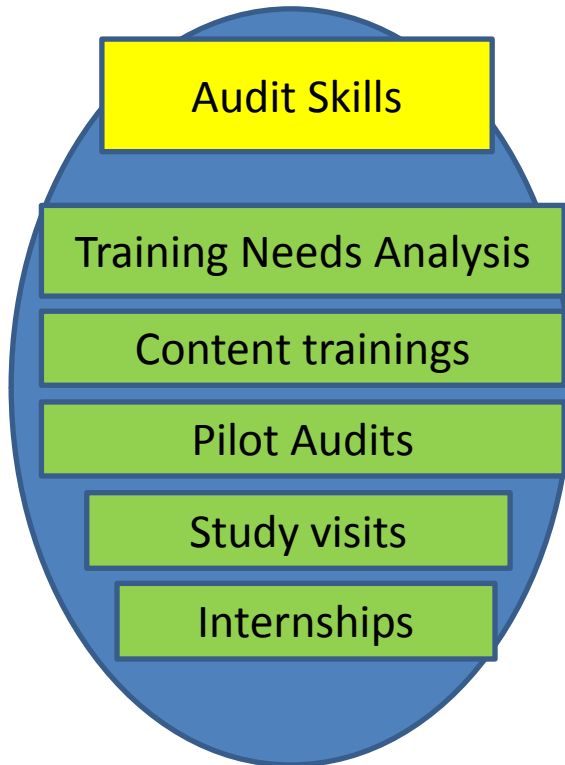 Audit Skills
Training Needs Analysis
Content trainings
Pilot Audits
Study visits
Internships